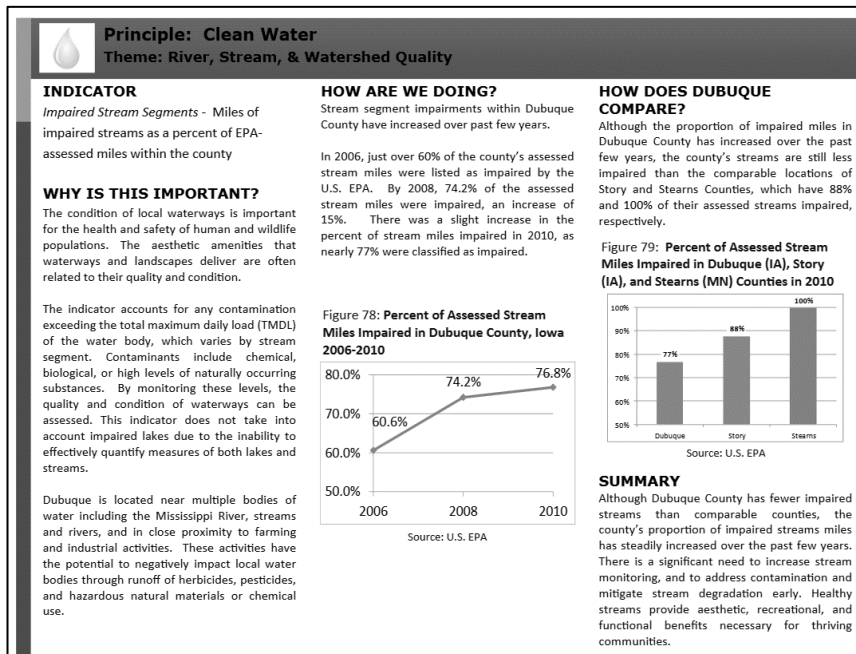 Principle: Clean Water
Theme: River, Stream, & Watershed Quality
INDICATOR
Impaired Stream Segments - Miles of
impaired streams as a percent of EPA-
assessed miles within the county
WHY IS THIS IMPORTANT?
The condition of local waterways is important
for the health and safety of human and wildlife
populations. The aesthetic amenities that
waterways and landscapes deliver are often
related to their quality and condition.
The indicator accounts for any contamination
exceeding the total maximum daily load (TMDL)
of the water body, which varies by stream
segment. Contaminants include chemical,
biological, or high levels of naturally occurring
substances. By monitoring these levels, the
quality and condition of waterways can be
assessed. This indicator does not take into
account impaired lakes due to the inability to
effectively quantify measures of both lakes and
streams.
Dubuque is located near multiple bodies of
water including the Mississippi River, streams
and rivers, and in close proximity to farming
and industrial activities. These activities have
the potential to negatively impact local water
bodies through runoff of herbicides, pesticides,
and hazardous natural materials or chemical
use.
HOW ARE WE DOING?
Stream segment impairments within Dubuque
County have increased over past few years.
In 2006, just over 60% of the county's assessed
stream miles were listed as impaired by the
U.S. EPA. By 2008, 74.2% of the assessed
stream miles were impaired, an increase of
15%. There was a slight increase in the
percent of stream miles impaired in 2010, as
nearly 77% were classified as impaired.
Figure 78: Percent of Assessed Stream
Miles Impaired in Dubuque County, Iowa
2006-2010
80.0%
70.0%
60.0%
50.0%
60.6%
74.2%
76.8%
2006 2008 2010
Source: U.S. EPA
HOW DOES DUBUQUE
COMPARE?
Although the proportion of impaired miles in
Dubuque County has increased over the past
few years, the county's streams are still less
impaired than the comparable locations of
Story and Stearns Counties, which have 88%
and 100% of their assessed streams impaired,
respectively.
Figure 79: Percent of Assessed Stream
Miles Impaired in Dubuque (IA), Story
(IA), and Stearns (MN) Counties in 2010
100%
90%
80%
70%
60%
50%
77%
88%
100%
Dubuque Story Stearns
Source: U.S. EPA
SUMMARY
Although Dubuque County has fewer impaired
streams than comparable counties, the
county's proportion of impaired streams miles
has steadily increased over the past few years.
There is a significant need to increase stream
monitoring, and to address contamination and
mitigate stream degradation early. Healthy
streams provide aesthetic, recreational, and
functional benefits necessary for thriving
communities.